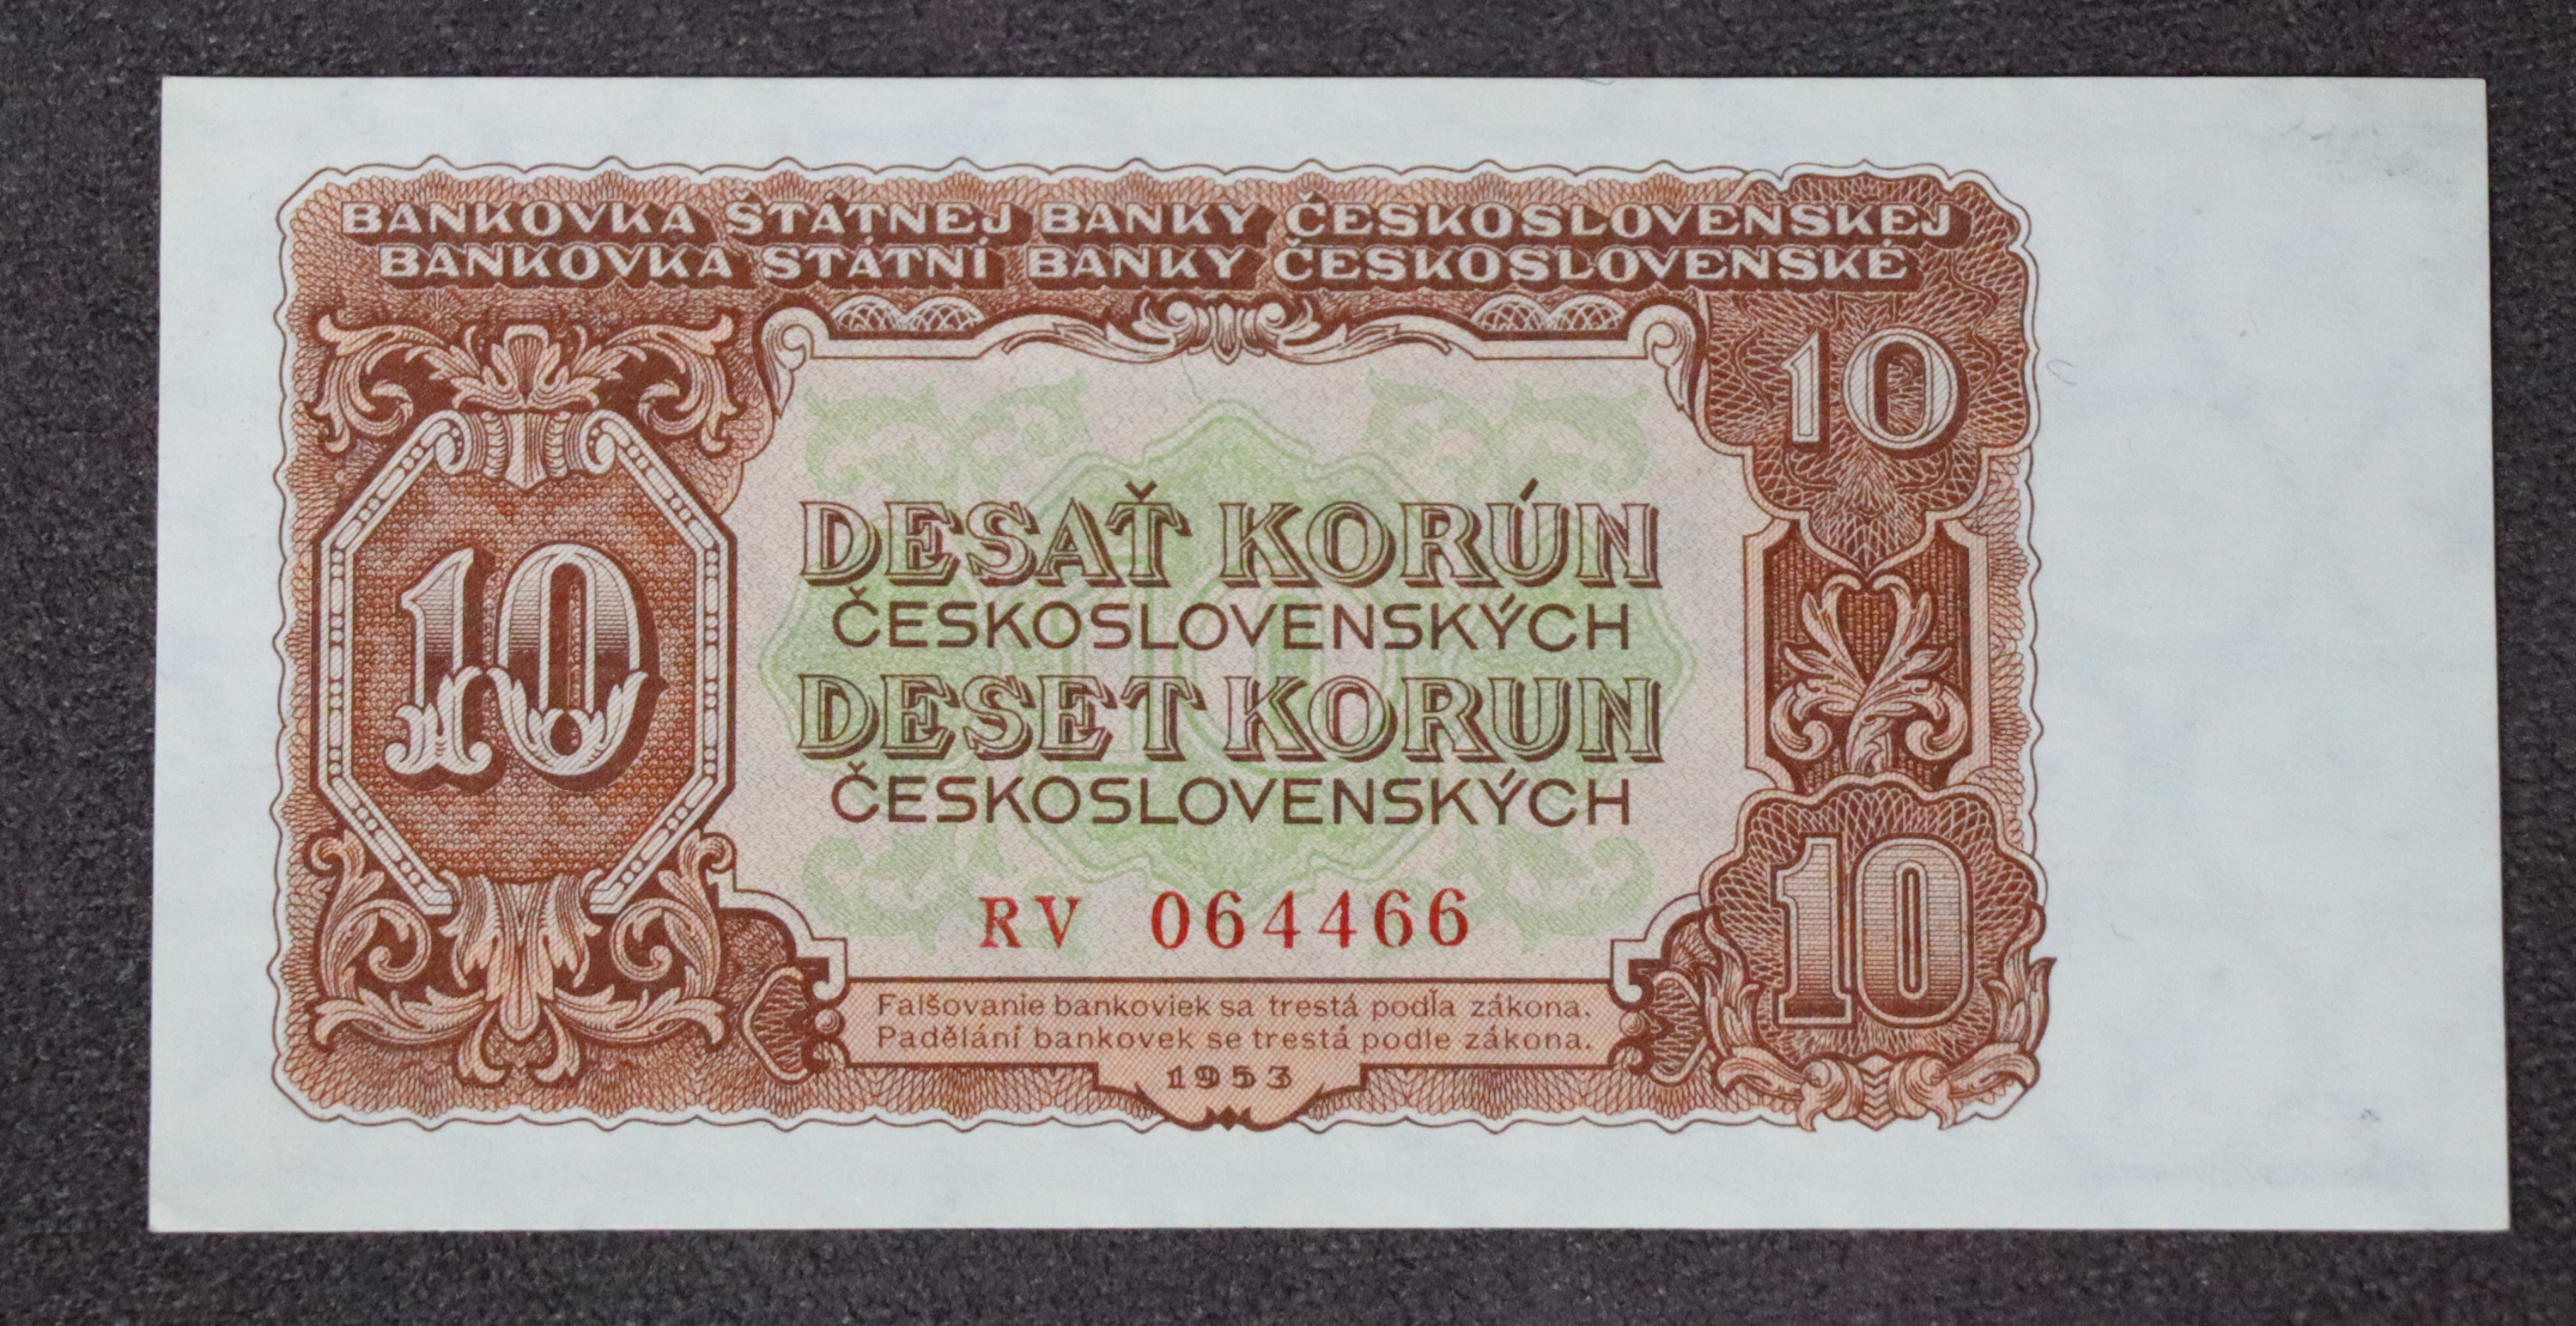 BANKOVKA ŠTÁTNEJ BANKY ČESKOSLOVENSKEJ
BANKOVKA STÁTNÍ BANKY ČESKOSLOVENSKÉ
10
10
DESAŤ KORÚN
ČESKOSLOVENSKÝCH
DESET KORUN
ČESKOSLOVENSKÝCH
10
RV 064466
Falšovanie bankoviek sa trestá podľa zákona.
Padělání bankovek se trestá podle zákona.
1953